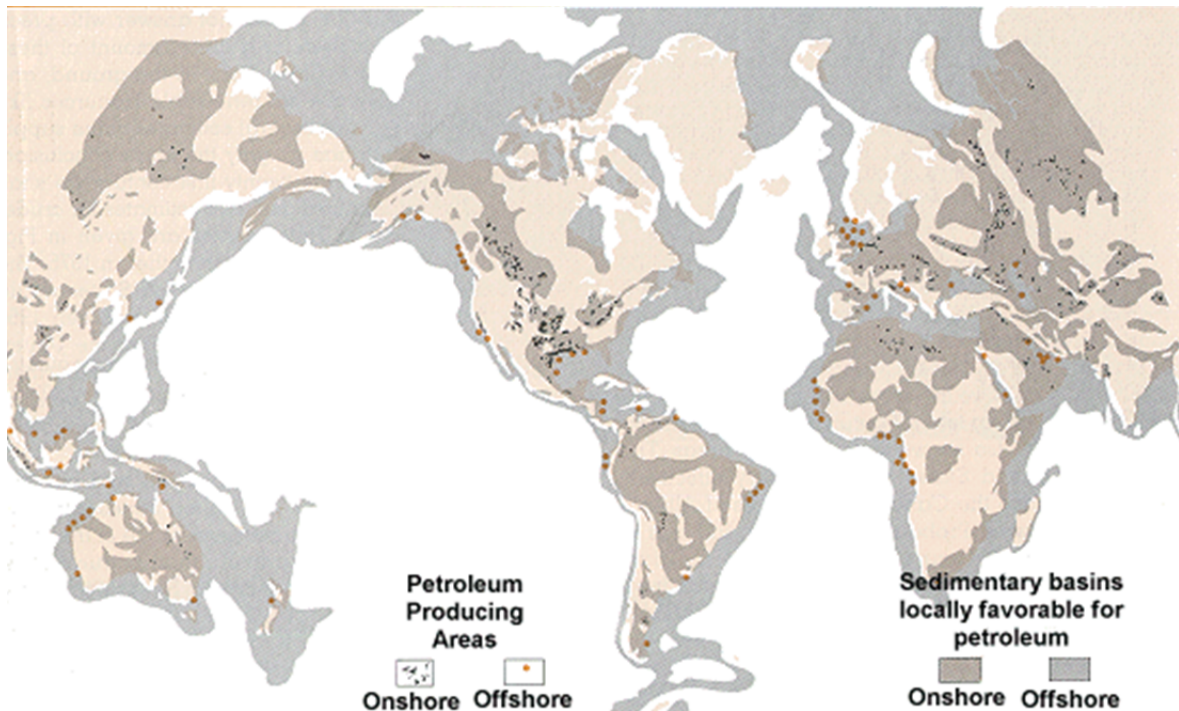 Petroleum
Producing
Areas
Onshore Offshore
Sedimentary basins
locally favorable for
petroleum
Onshore Offshore